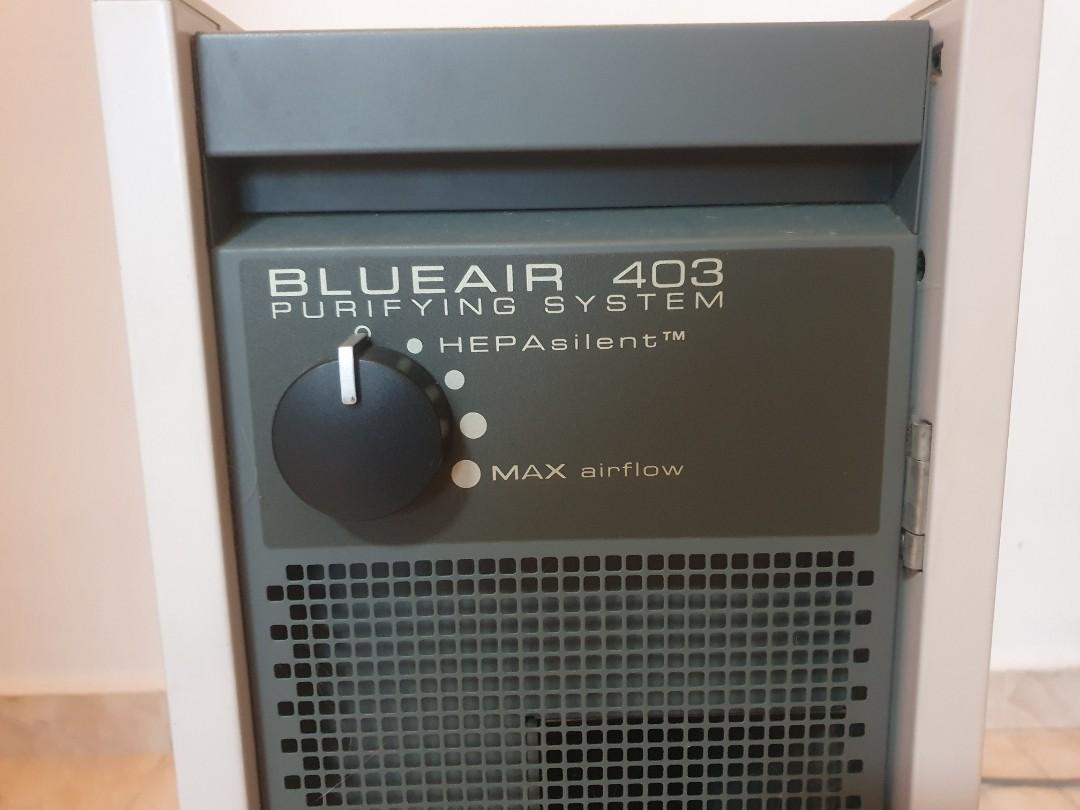 BLUEAIR 403
PURIFYING SYSTEM
HEPAsilent™
MAX airflow